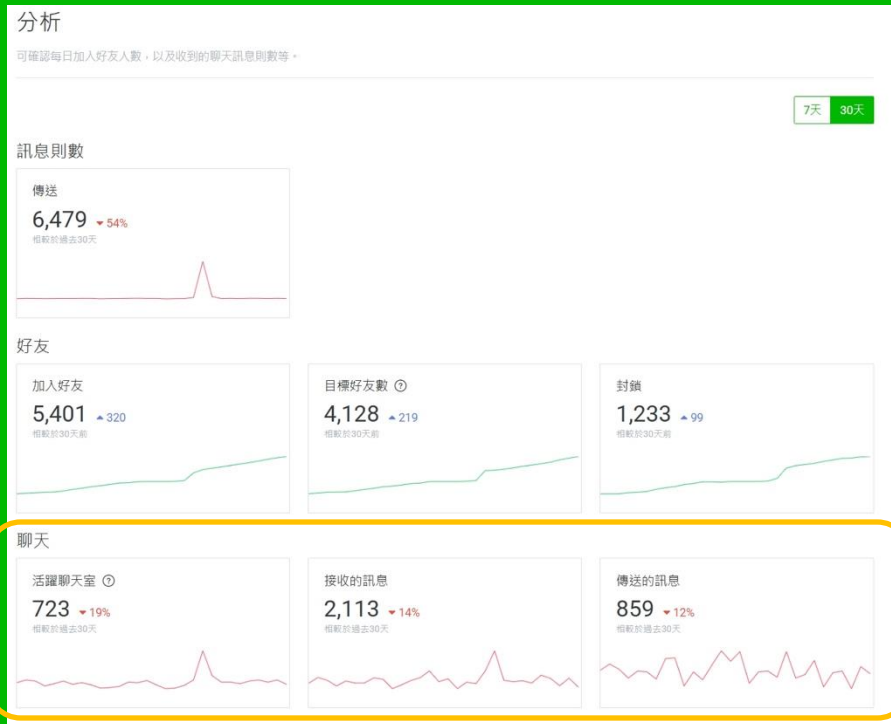 分析
可確認每日加入好友人數，以及收到的聊天訊息則數等。
7天 30天
訊息則數
傳送
6,479 ▼54%
相較於過去30天
好友
加入好友 目標好友數 ? 封鎖
5,401 ▲320 4,128 ▲219 1,233 ▲99
相較於30天前 相較於30天前 相較於30天前
聊天
活躍聊天室 ? 接收的訊息 傳送的訊息
723 ▼19% 2,113 ▼14% 859 ▼12%
相較於過去30天 相較於過去30天 相較於過去30天